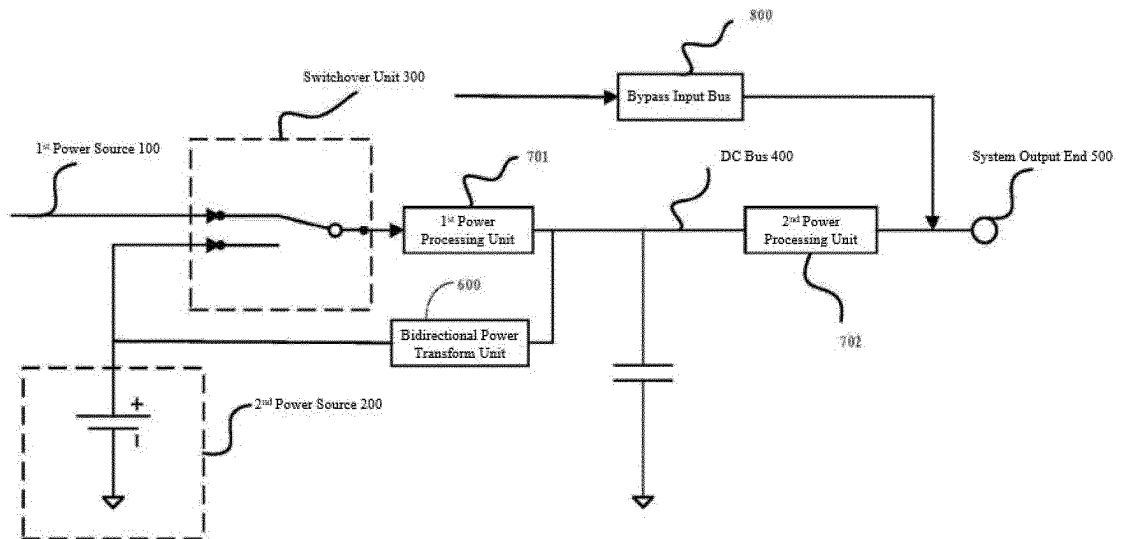 800
Switchover Unit 300
Bypass Input Bus
1st Power Source 100
701
DC Bus 400
System Output End 500
1st Power
Processing Unit
2nd Power
Processing Unit
600
Bidirectional Power
Transform Unit
702
2nd Power Source 200
+